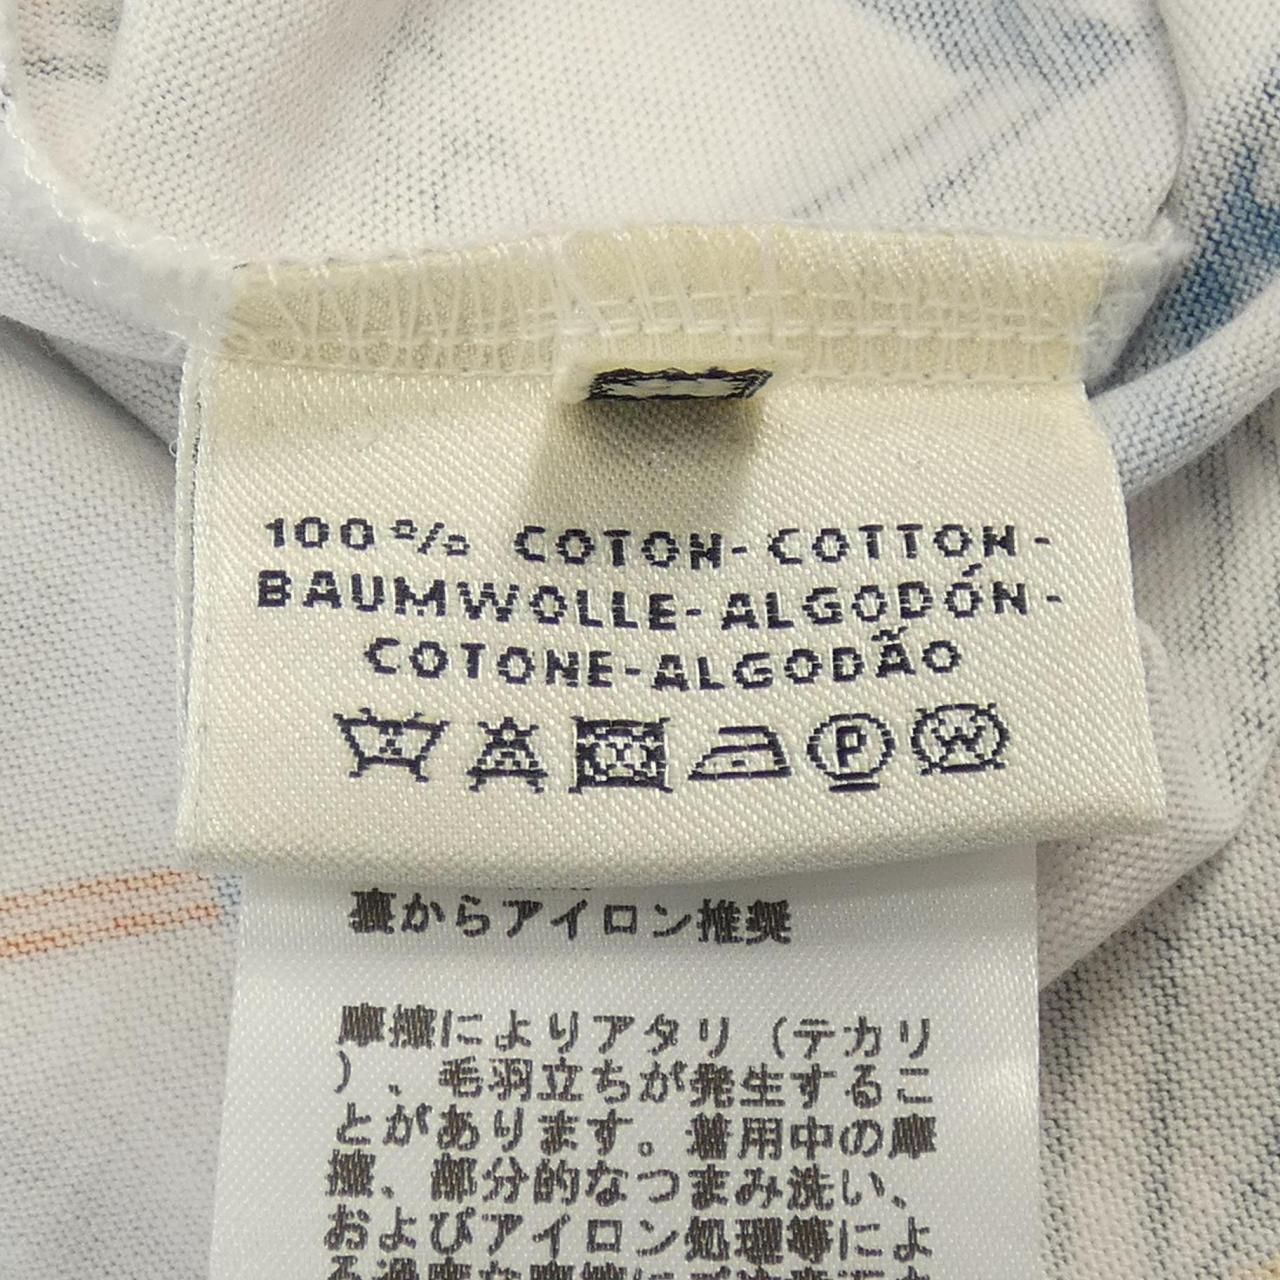 100% COTON-COTTON-
BAUMWOLLE-ALGODÓN-
COTONE-ALGODÃO
P W
裏からアイロン推奨
摩擦によりアタリ（テカリ
）、毛羽立ちが発生するこ
とがあります。着用中の摩
擦、部分的なつまみ洗い、
およびアイロン処理等によ